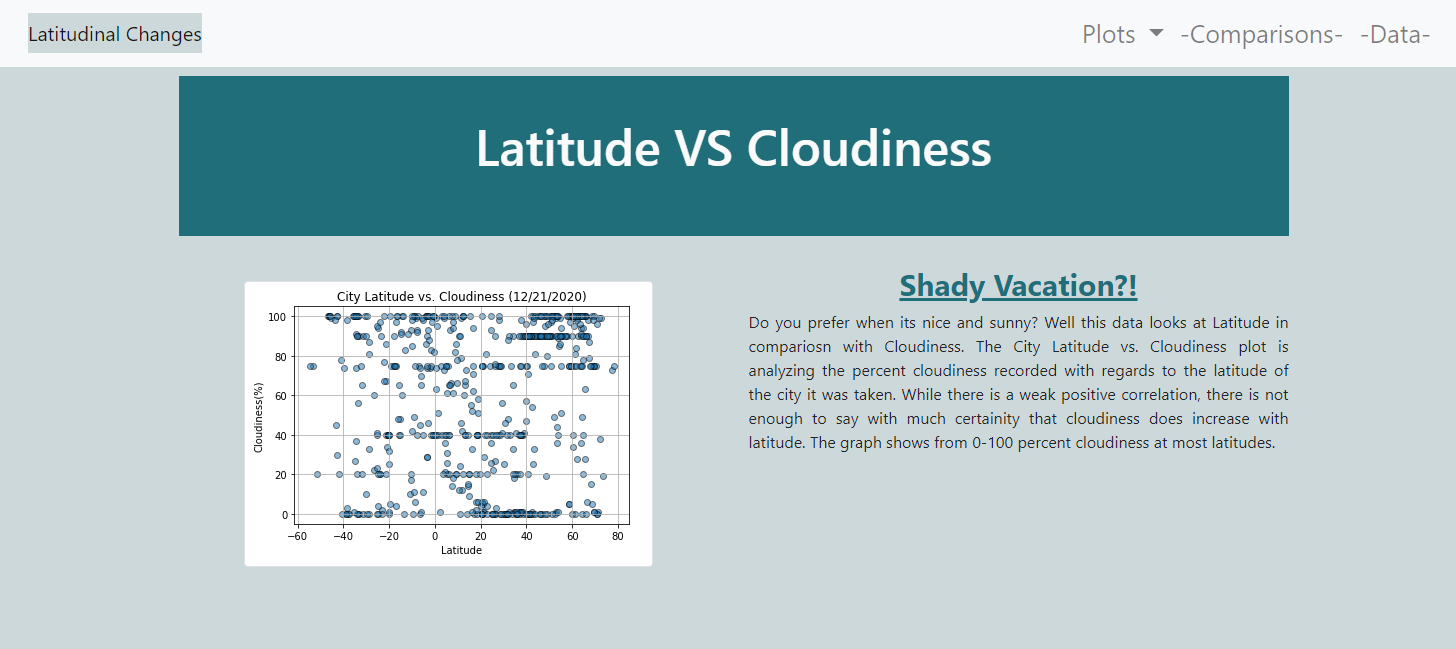 Latitudinal Changes
Plots
-Comparisons-
-Data-
Latitude VS Cloudiness
City Latitude vs. Cloudiness (12/21/2020)
100
80
60
40
20
0
Cloudiness(%)
−60 −40 −20 0 20 40 60 80
Latitude
Shady Vacation?!
Do you prefer when its nice and sunny? Well this data looks at Latitude in
compariosn with Cloudiness. The City Latitude vs. Cloudiness plot is
analyzing the percent cloudiness recorded with regards to the latitude of
the city it was taken. While there is a weak positive correlation, there is not
enough to say with much certainity that cloudiness does increase with
latitude. The graph shows from 0-100 percent cloudiness at most latitudes.